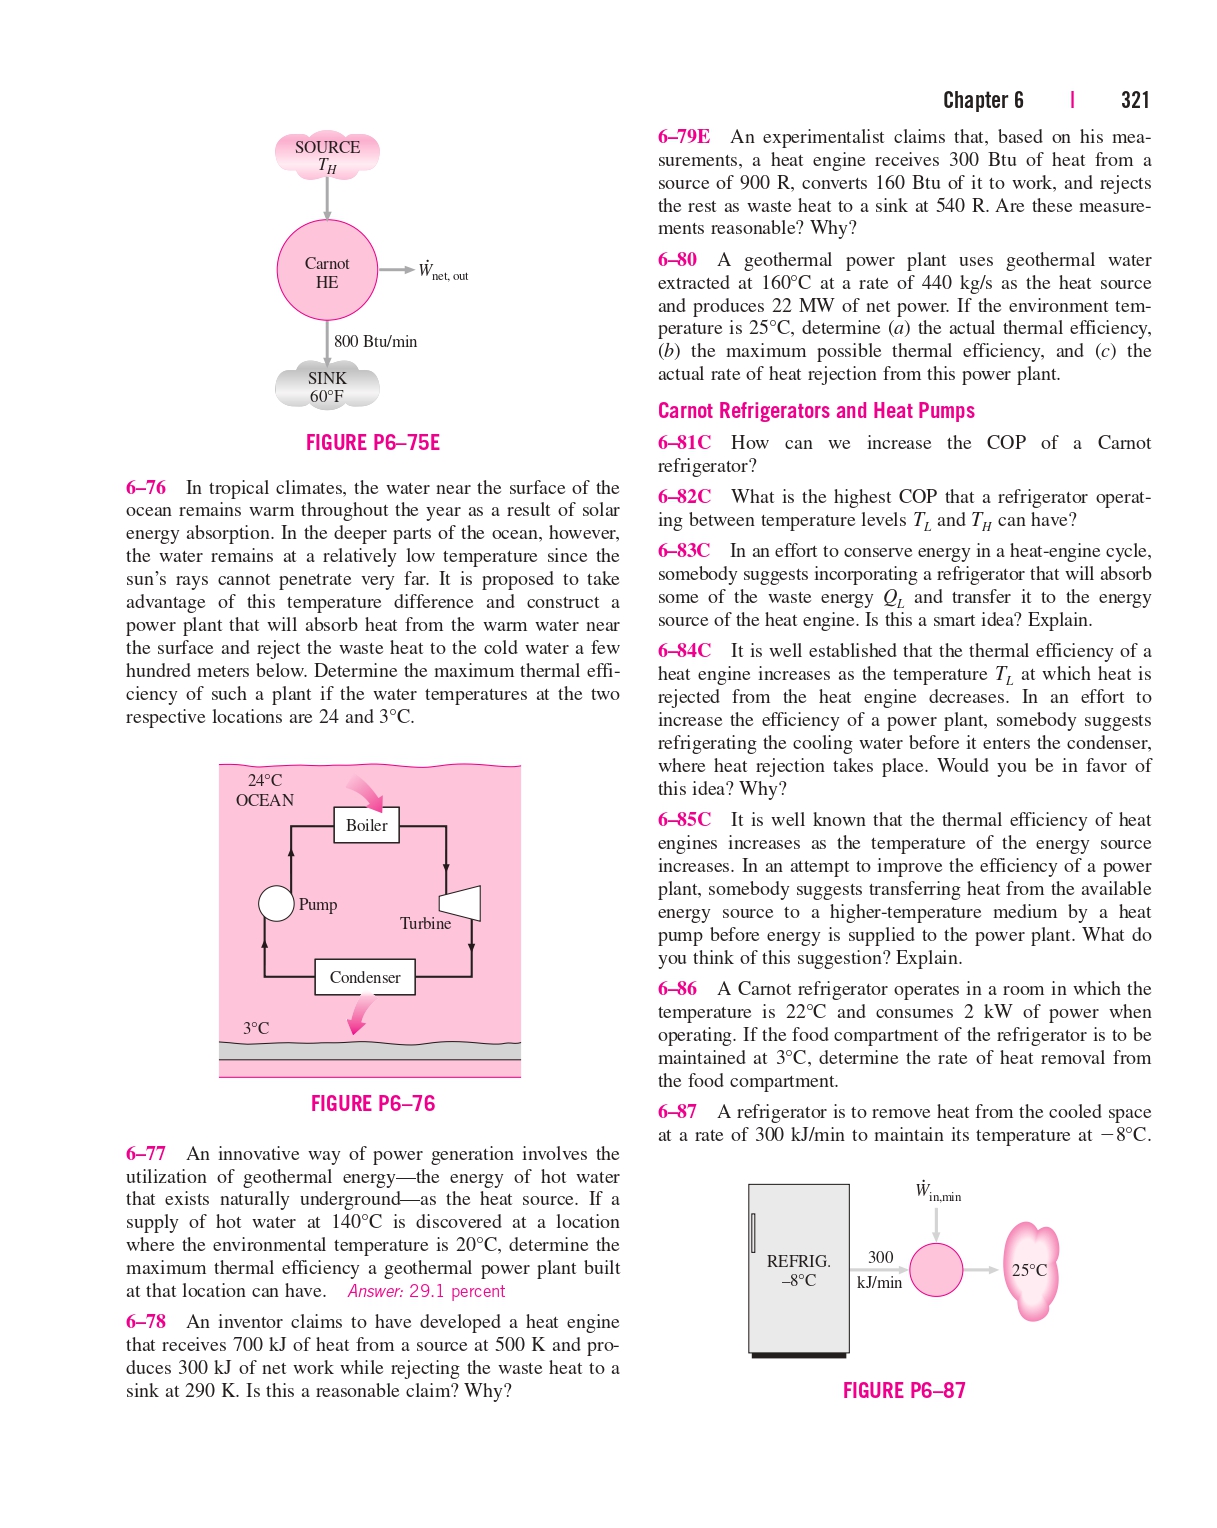 Chapter 6 | 321
SOURCE
T_H
Carnot
HE
Ẇ_net, out
800 Btu/min
SINK
60°F
FIGURE P6–75E
6–76 In tropical climates, the water near the surface of the
ocean remains warm throughout the year as a result of solar
energy absorption. In the deeper parts of the ocean, however,
the water remains at a relatively low temperature since the
sun's rays cannot penetrate very far. It is proposed to take
advantage of this temperature difference and construct a
power plant that will absorb heat from the warm water near
the surface and reject the waste heat to the cold water a few
hundred meters below. Determine the maximum thermal effi-
ciency of such a plant if the water temperatures at the two
respective locations are 24 and 3°C.
24°C
OCEAN
Boiler
Pump
Turbine
Condenser
3°C
FIGURE P6–76
6–77 An innovative way of power generation involves the
utilization of geothermal energy—the energy of hot water
that exists naturally underground—as the heat source. If a
supply of hot water at 140°C is discovered at a location
where the environmental temperature is 20°C, determine the
maximum thermal efficiency a geothermal power plant built
at that location can have. Answer: 29.1 percent
6–78 An inventor claims to have developed a heat engine
that receives 700 kJ of heat from a source at 500 K and pro-
duces 300 kJ of net work while rejecting the waste heat to a
sink at 290 K. Is this a reasonable claim? Why?
6–79E An experimentalist claims that, based on his mea-
surements, a heat engine receives 300 Btu of heat from a
source of 900 R, converts 160 Btu of it to work, and rejects
the rest as waste heat to a sink at 540 R. Are these measure-
ments reasonable? Why?
6–80 A geothermal power plant uses geothermal water
extracted at 160°C at a rate of 440 kg/s as the heat source
and produces 22 MW of net power. If the environment tem-
perature is 25°C, determine (a) the actual thermal efficiency,
(b) the maximum possible thermal efficiency, and (c) the
actual rate of heat rejection from this power plant.
Carnot Refrigerators and Heat Pumps
6–81C How can we increase the COP of a Carnot
refrigerator?
6–82C What is the highest COP that a refrigerator operat-
ing between temperature levels T_L and T_H can have?
6–83C In an effort to conserve energy in a heat-engine cycle,
somebody suggests incorporating a refrigerator that will absorb
some of the waste energy Q_L and transfer it to the energy
source of the heat engine. Is this a smart idea? Explain.
6–84C It is well established that the thermal efficiency of a
heat engine increases as the temperature T_L at which heat is
rejected from the heat engine decreases. In an effort to
increase the efficiency of a power plant, somebody suggests
refrigerating the cooling water before it enters the condenser,
where heat rejection takes place. Would you be in favor of
this idea? Why?
6–85C It is well known that the thermal efficiency of heat
engines increases as the temperature of the energy source
increases. In an attempt to improve the efficiency of a power
plant, somebody suggests transferring heat from the available
energy source to a higher-temperature medium by a heat
pump before energy is supplied to the power plant. What do
you think of this suggestion? Explain.
6–86 A Carnot refrigerator operates in a room in which the
temperature is 22°C and consumes 2 kW of power when
operating. If the food compartment of the refrigerator is to be
maintained at 3°C, determine the rate of heat removal from
the food compartment.
6–87 A refrigerator is to remove heat from the cooled space
at a rate of 300 kJ/min to maintain its temperature at −8°C.
Ẇ_in,min
REFRIG.
–8°C
300
kJ/min
25°C
FIGURE P6–87